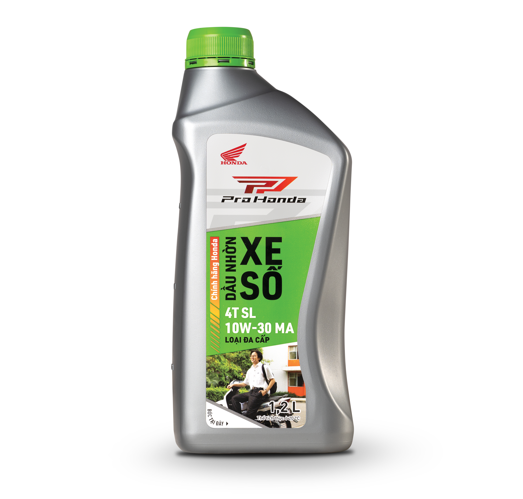 HONDA
Pro Honda
Chính hãng Honda
DẦU NHỜN
XE
SỐ
4T SL
10W-30 MA
LOẠI ĐA CẤP
1,2 L